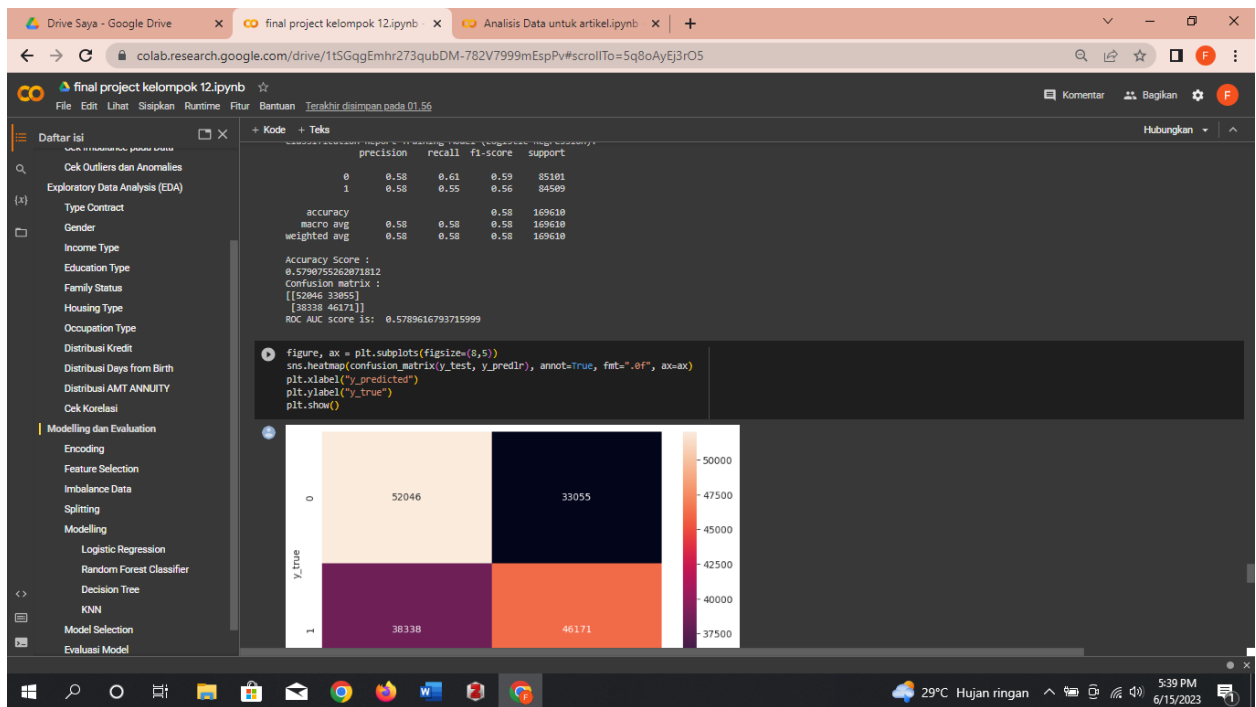 Drive Saya - Google Drive
final project kelompok 12.ipynb -
Analisis Data untuk artikel.ipynb
colab.research.google.com/drive/1tSGqgEmhr273qubDM-782V7999mEspPv#scrollTo=5q8oAyEj3rO5
final project kelompok 12.ipynb
File Edit Lihat Sisipkan Runtime Fitur Bantuan Terakhir disimpan pada 01.56
Komentar Bagikan F
Daftar isi
+ Kode + Teks
Hubungkan
Cek Imbalance pada Data
Cek Outliers dan Anomalies
Exploratory Data Analysis (EDA)
Type Contract
Gender
Income Type
Education Type
Family Status
Housing Type
Occupation Type
Distribusi Kredit
Distribusi Days from Birth
Distribusi AMT ANNUITY
Cek Korelasi
Modelling dan Evaluation
Encoding
Feature Selection
Imbalance Data
Splitting
Modelling
Logistic Regression
Random Forest Classifier
Decision Tree
KNN
Model Selection
Evaluasi Model
Classification Report Training Model (Logistic Regression):
precision recall f1-score support
0 0.58 0.61 0.59 85101
1 0.58 0.55 0.56 84509
accuracy 0.58 169610
macro avg 0.58 0.58 0.58 169610
weighted avg 0.58 0.58 0.58 169610
Accuracy Score :
0.5790755262071812
Confusion matrix :
[[52046 33055]
[38338 46171]]
ROC AUC score is: 0.5789616793715999
figure, ax = plt.subplots(figsize=(8,5))
sns.heatmap(confusion_matrix(y_test, y_predlr), annot=True, fmt=".0f", ax=ax)
plt.xlabel("y_predicted")
plt.ylabel("y_true")
plt.show()
0 52046 33055
1 38338 46171
y_true
50000
47500
45000
42500
40000
37500
29°C Hujan ringan
5:39 PM
6/15/2023